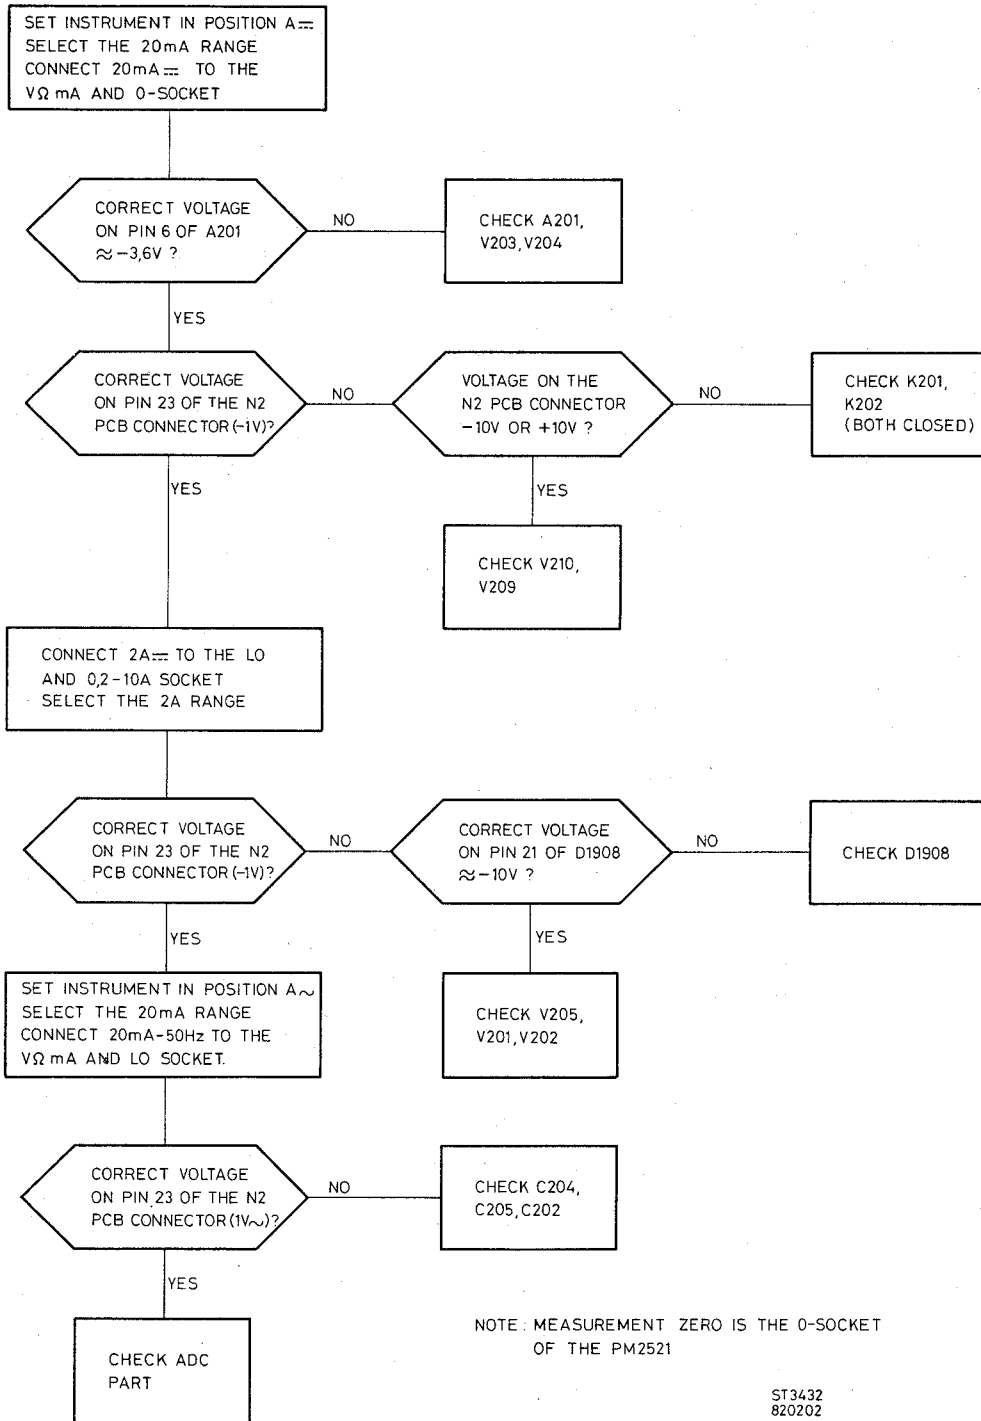 SET INSTRUMENT IN POSITION A⎓
SELECT THE 20mA RANGE
CONNECT 20mA⎓ TO THE
VΩ mA AND 0-SOCKET
CORRECT VOLTAGE
ON PIN 6 OF A201
≈ -3,6V ?
NO
CHECK A201,
V203, V204
YES
CORRECT VOLTAGE
ON PIN 23 OF THE N2
PCB CONNECTOR (-1V)?
NO
VOLTAGE ON THE
N2 PCB CONNECTOR
-10V OR +10V ?
NO
CHECK K201,
K202
(BOTH CLOSED)
YES
YES
CHECK V210,
V209
CONNECT 2A⎓ TO THE LO
AND 0,2-10A SOCKET
SELECT THE 2A RANGE
CORRECT VOLTAGE
ON PIN 23 OF THE N2
PCB CONNECTOR (-1V)?
NO
CORRECT VOLTAGE
ON PIN 21 OF D1908
≈ -10V ?
NO
CHECK D1908
YES
YES
SET INSTRUMENT IN POSITION A~
SELECT THE 20mA RANGE
CONNECT 20mA-50Hz TO THE
VΩ mA AND LO SOCKET.
CHECK V205,
V201, V202
CORRECT VOLTAGE
ON PIN 23 OF THE N2
PCB CONNECTOR (1V~)?
NO
CHECK C204,
C205, C202
YES
CHECK ADC
PART
NOTE: MEASUREMENT ZERO IS THE 0-SOCKET
OF THE PM2521
ST3432
820202